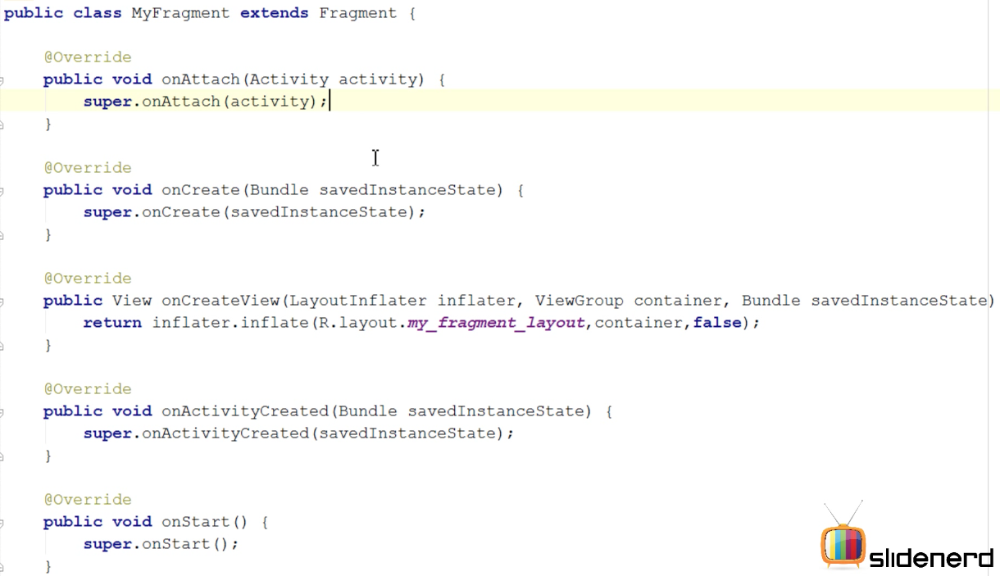 public class MyFragment extends Fragment {
@Override
public void onAttach(Activity activity) {
super.onAttach(activity);
}
@Override
public void onCreate(Bundle savedInstanceState) {
super.onCreate(savedInstanceState);
}
@Override
public View onCreateView(LayoutInflater inflater, ViewGroup container, Bundle savedInstanceState)
return inflater.inflate(R.layout.my_fragment_layout,container,false);
}
@Override
public void onActivityCreated(Bundle savedInstanceState) {
super.onActivityCreated(savedInstanceState);
}
@Override
public void onStart() {
super.onStart();
}
slidenerd